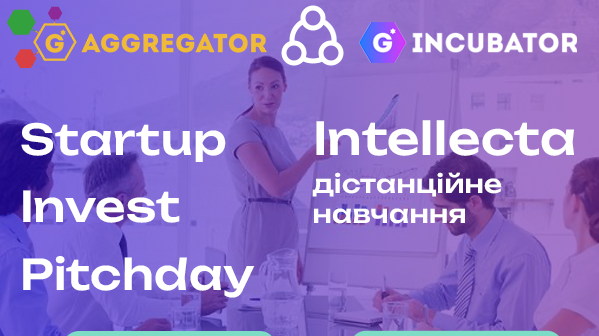 G AGGREGATOR
G INCUBATOR
Startup
Invest
Pitchday
Intellecta
дістанційне
навчання